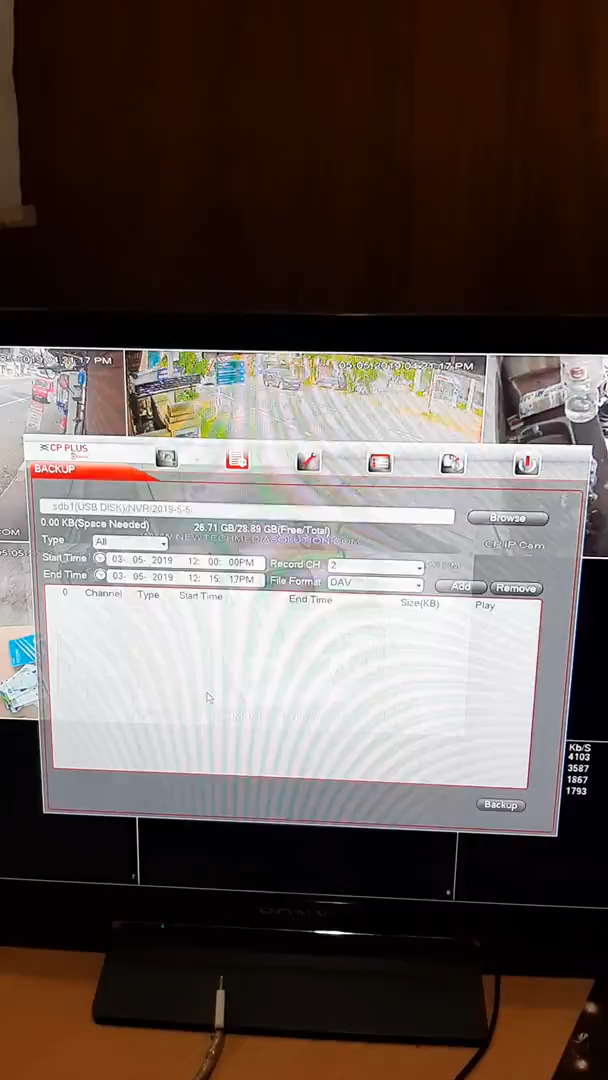 05-05-2019 04:21:17 PM
05-05-2019 04:21:17 PM
CP PLUS
BACKUP
sdb1(USB DISK)/NVR/2019-5-5/
Browse
0.00 KB(Space Needed)
26.71 GB/28.89 GB(Free/Total)
NEWTECHMEDIASOLUTION.COM
CP IP Cam
Type
All
Start Time
03- 05- 2019 12: 00: 00PM
Record CH
2
End Time
03- 05- 2019 12: 15: 17PM
File Format
DAV
Add
Remove
0
Channel
Type
Start Time
End Time
Size(KB)
Play
Kb/S
4103
3587
1867
1793
Backup
SONY